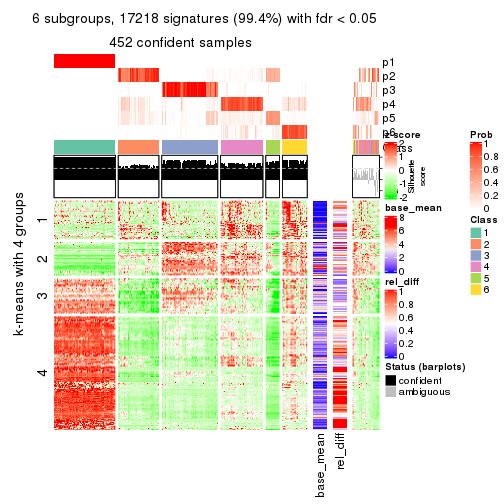 6 subgroups, 17218 signatures (99.4%) with fdr < 0.05
452 confident samples
p1
p2
p3
p4
p5
p6
Class
Silhouette
score
k-means with 4 groups
1
2
3
4
base_mean
rel_diff
z-score
2
1
0
-1
-2
base_mean
8
6
4
2
0
rel_diff
1
0.8
0.6
0.4
0.2
0
Status (barplots)
confident
ambiguous
Prob
1
0.8
0.6
0.4
0.2
0
Class
1
2
3
4
5
6